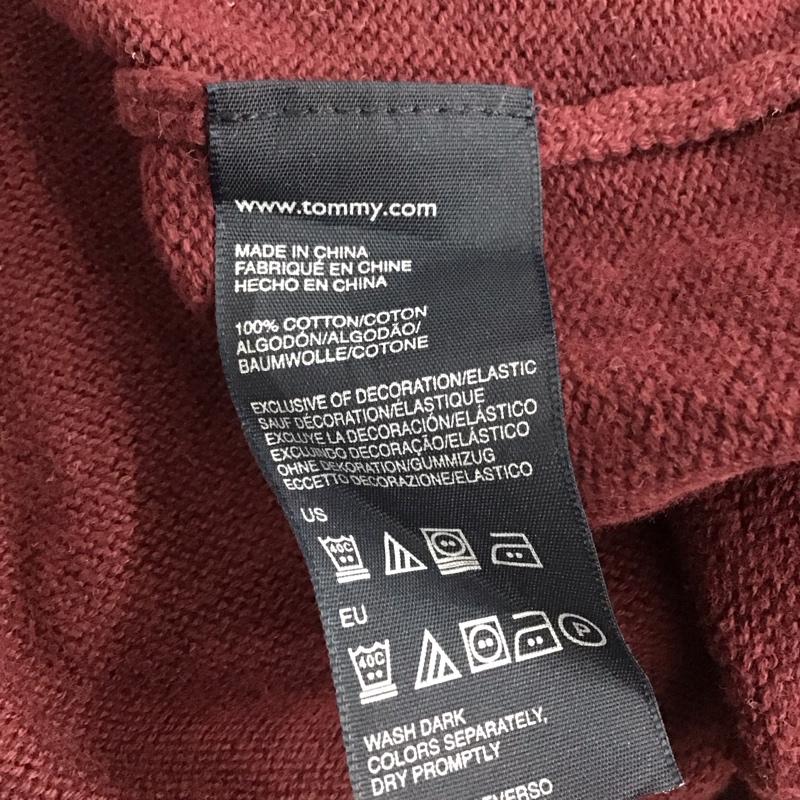 www.tommy.com
MADE IN CHINA
FABRIQUÉ EN CHINE
HECHO EN CHINA
100% COTTON/COTON
ALGODÓN/ALGODÃO/
BAUMWOLLE/COTONE
EXCLUSIVE OF DECORATION/ELASTIC
SAUF DÉCORATION/ÉLASTIQUE
EXCLUYE LA DECORACIÓN/ELÁSTICO
EXCLUINDO DECORAÇÃO/ELÁSTICO
OHNE DEKORATION/GUMMIZUG
ECCETTO DECORAZIONE/ELASTICO
US
40C
EU
40C P
WASH DARK
COLORS SEPARATELY,
DRY PROMPTLY